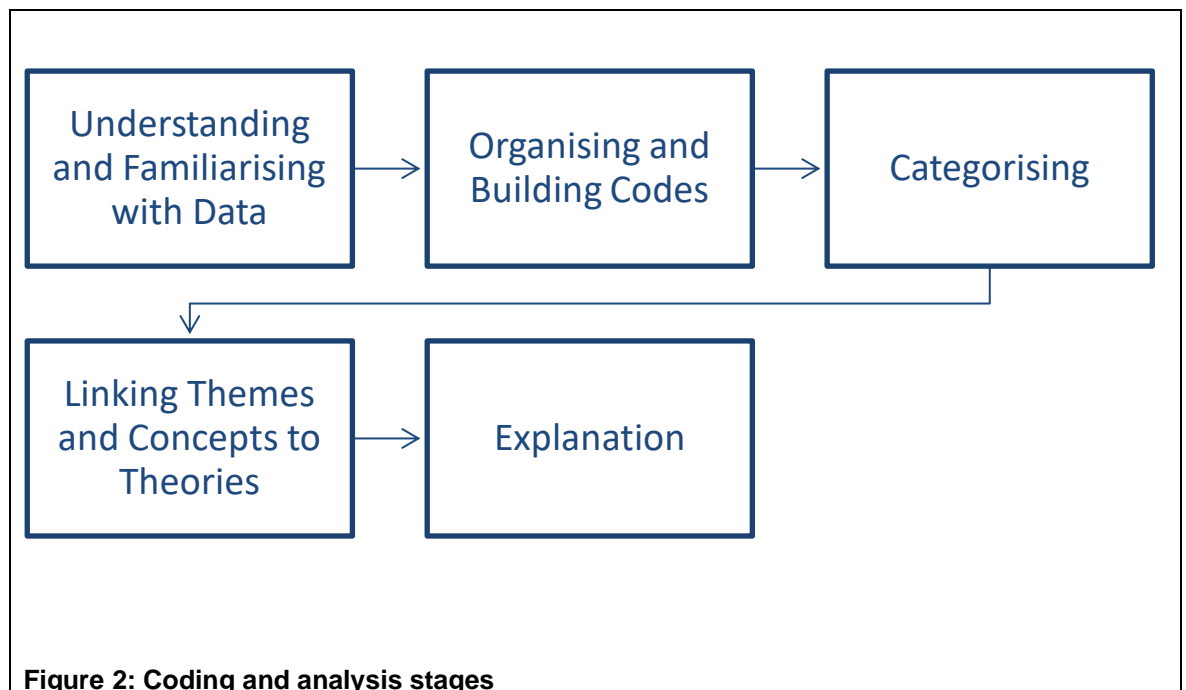 Understanding
and Familiarising
with Data
Organising and
Building Codes
Categorising
Linking Themes
and Concepts to
Theories
Explanation
Figure 2: Coding and analysis stages